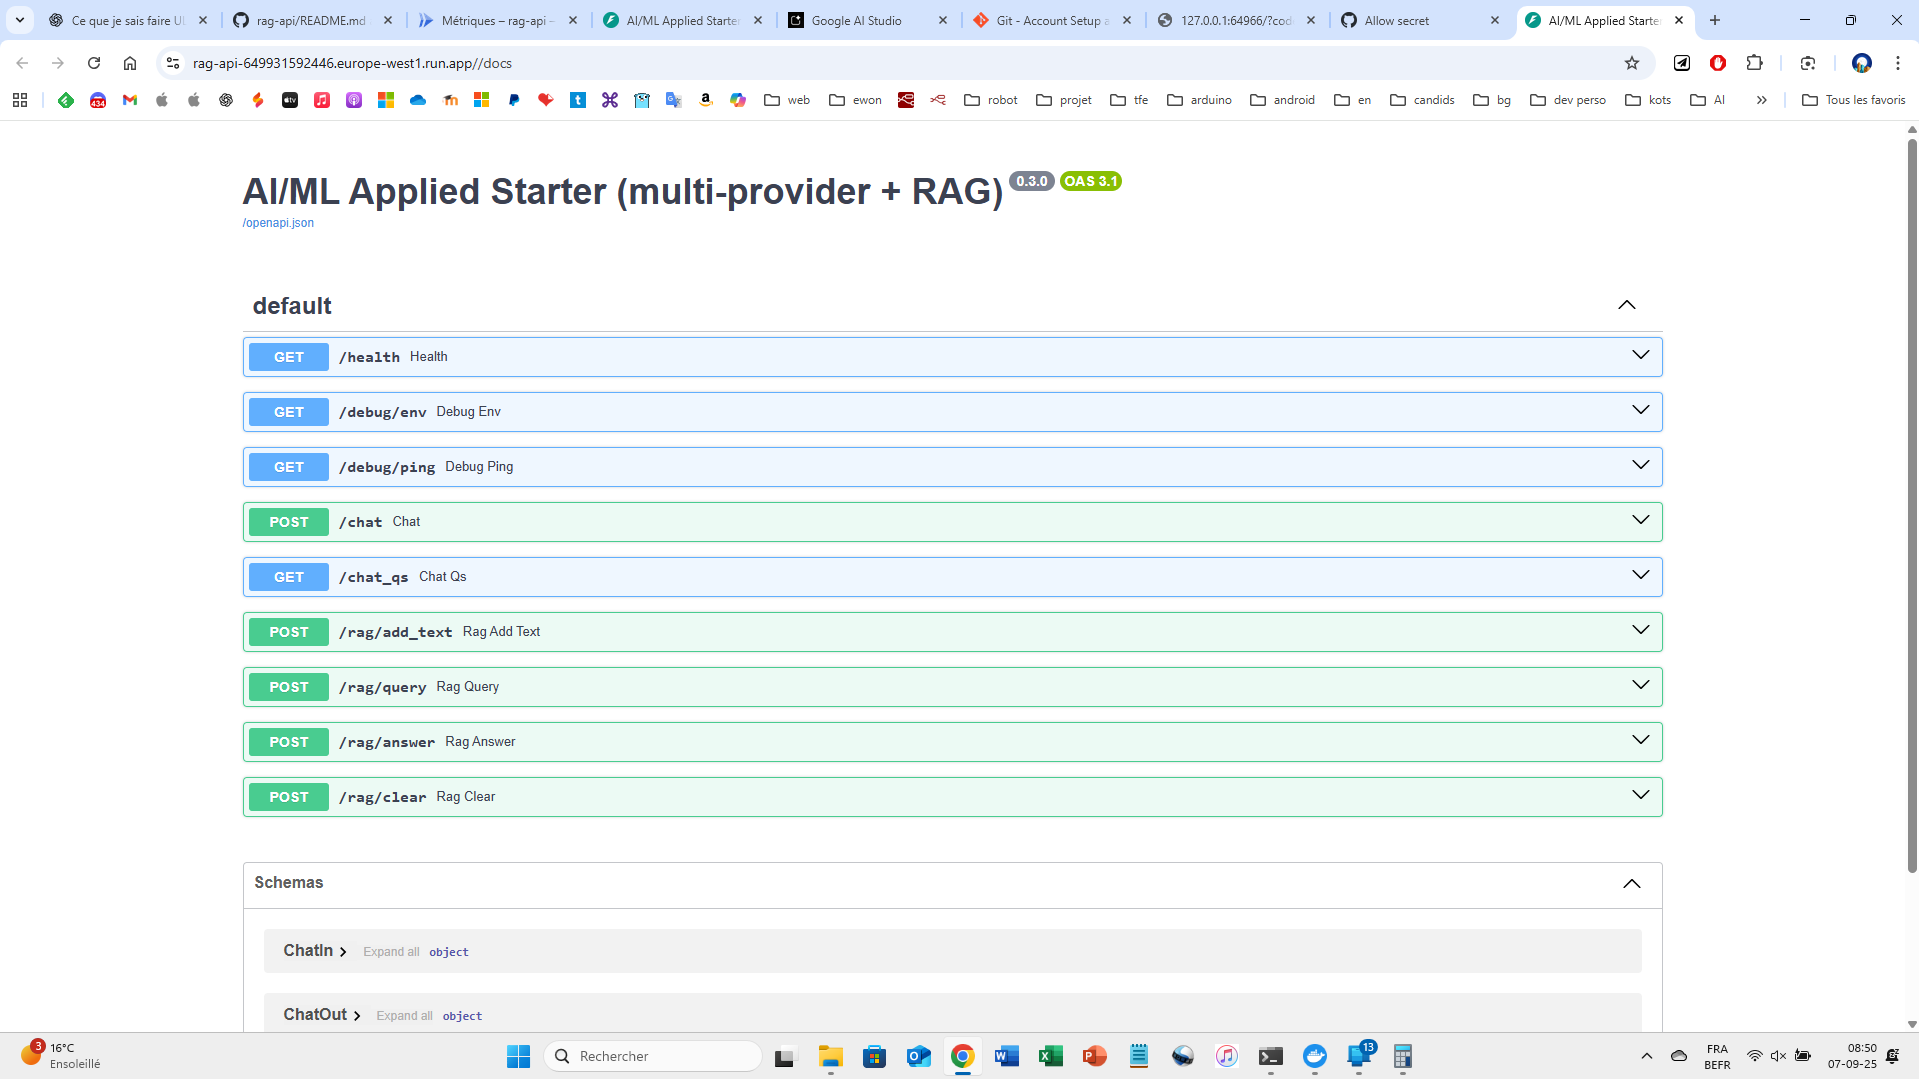 Ce que je sais faire UI
rag-api/README.md
Métriques – rag-api –
AI/ML Applied Starter
Google AI Studio
Git - Account Setup a
127.0.0.1:64966/?cod
Allow secret
AI/ML Applied Starte
rag-api-649931592446.europe-west1.run.app//docs
434
web
ewon
robot
projet
tfe
arduino
android
en
candids
bg
dev perso
kots
AI
Tous les favoris
AI/ML Applied Starter (multi-provider + RAG) 0.3.0 OAS 3.1
/openapi.json
default
GET /health Health
GET /debug/env Debug Env
GET /debug/ping Debug Ping
POST /chat Chat
GET /chat_qs Chat Qs
POST /rag/add_text Rag Add Text
POST /rag/query Rag Query
POST /rag/answer Rag Answer
POST /rag/clear Rag Clear
Schemas
ChatIn Expand all object
ChatOut Expand all object
3
16°C
Ensoleillé
Rechercher
13
FRA
BEFR
08:50
07-09-25